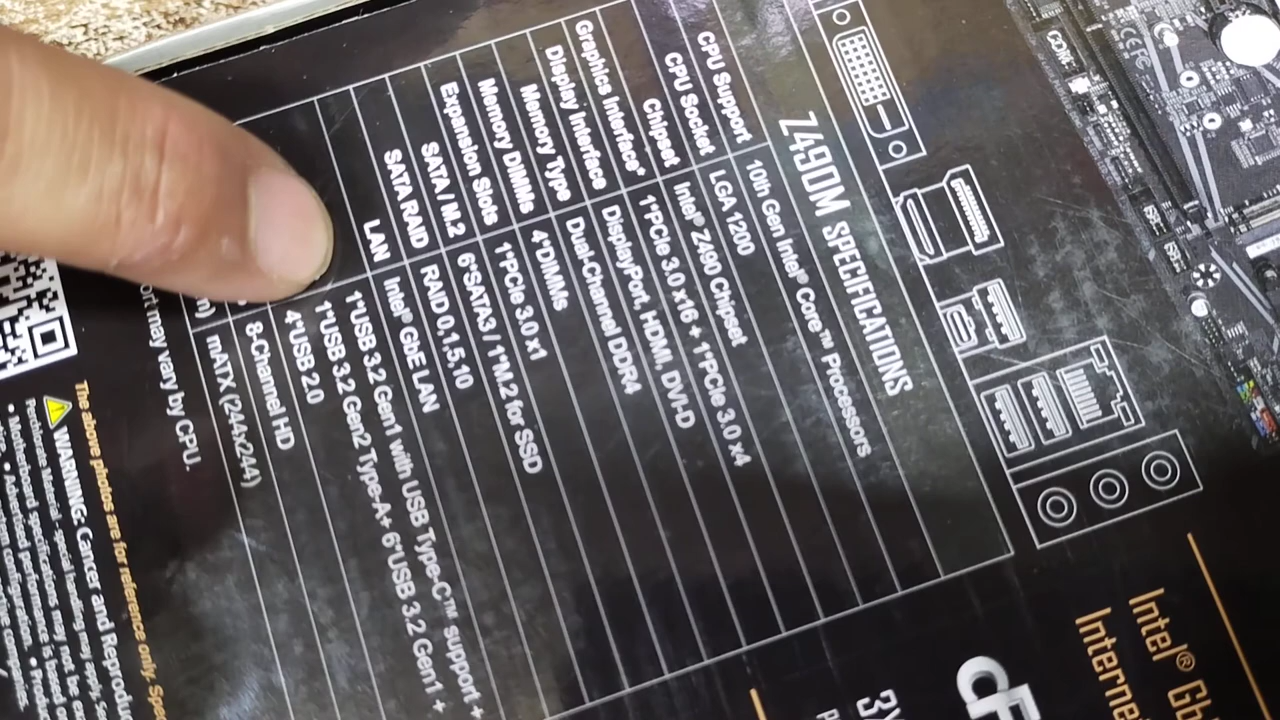 Z490M SPECIFICATIONS
CPU Support 10th Gen Intel® Core™ Processors
CPU Socket LGA 1200
Chipset Intel® Z490 Chipset
Graphics Interface* 1*PCIe 3.0 x16 + 1*PCIe 3.0 x4
Display Interface DisplayPort, HDMI, DVI-D
Memory Type Dual-Channel DDR4
Memory DIMMs 4*DIMMs
Expansion Slots 1*PCIe 3.0 x1
SATA / M.2 6*SATA3 / 1*M.2 for SSD
SATA RAID RAID 0,1,5,10
LAN Intel® GbE LAN
1*USB 3.2 Gen1 with USB Type-C™ support +
1*USB 3.2 Gen2 Type-A+ 6*USB 3.2 Gen1 +
4*USB 2.0
8-Channel HD
mATX (244x244)
may vary by CPU.
The above photos are for reference only.
WARNING: Cancer and
Intel®
3X